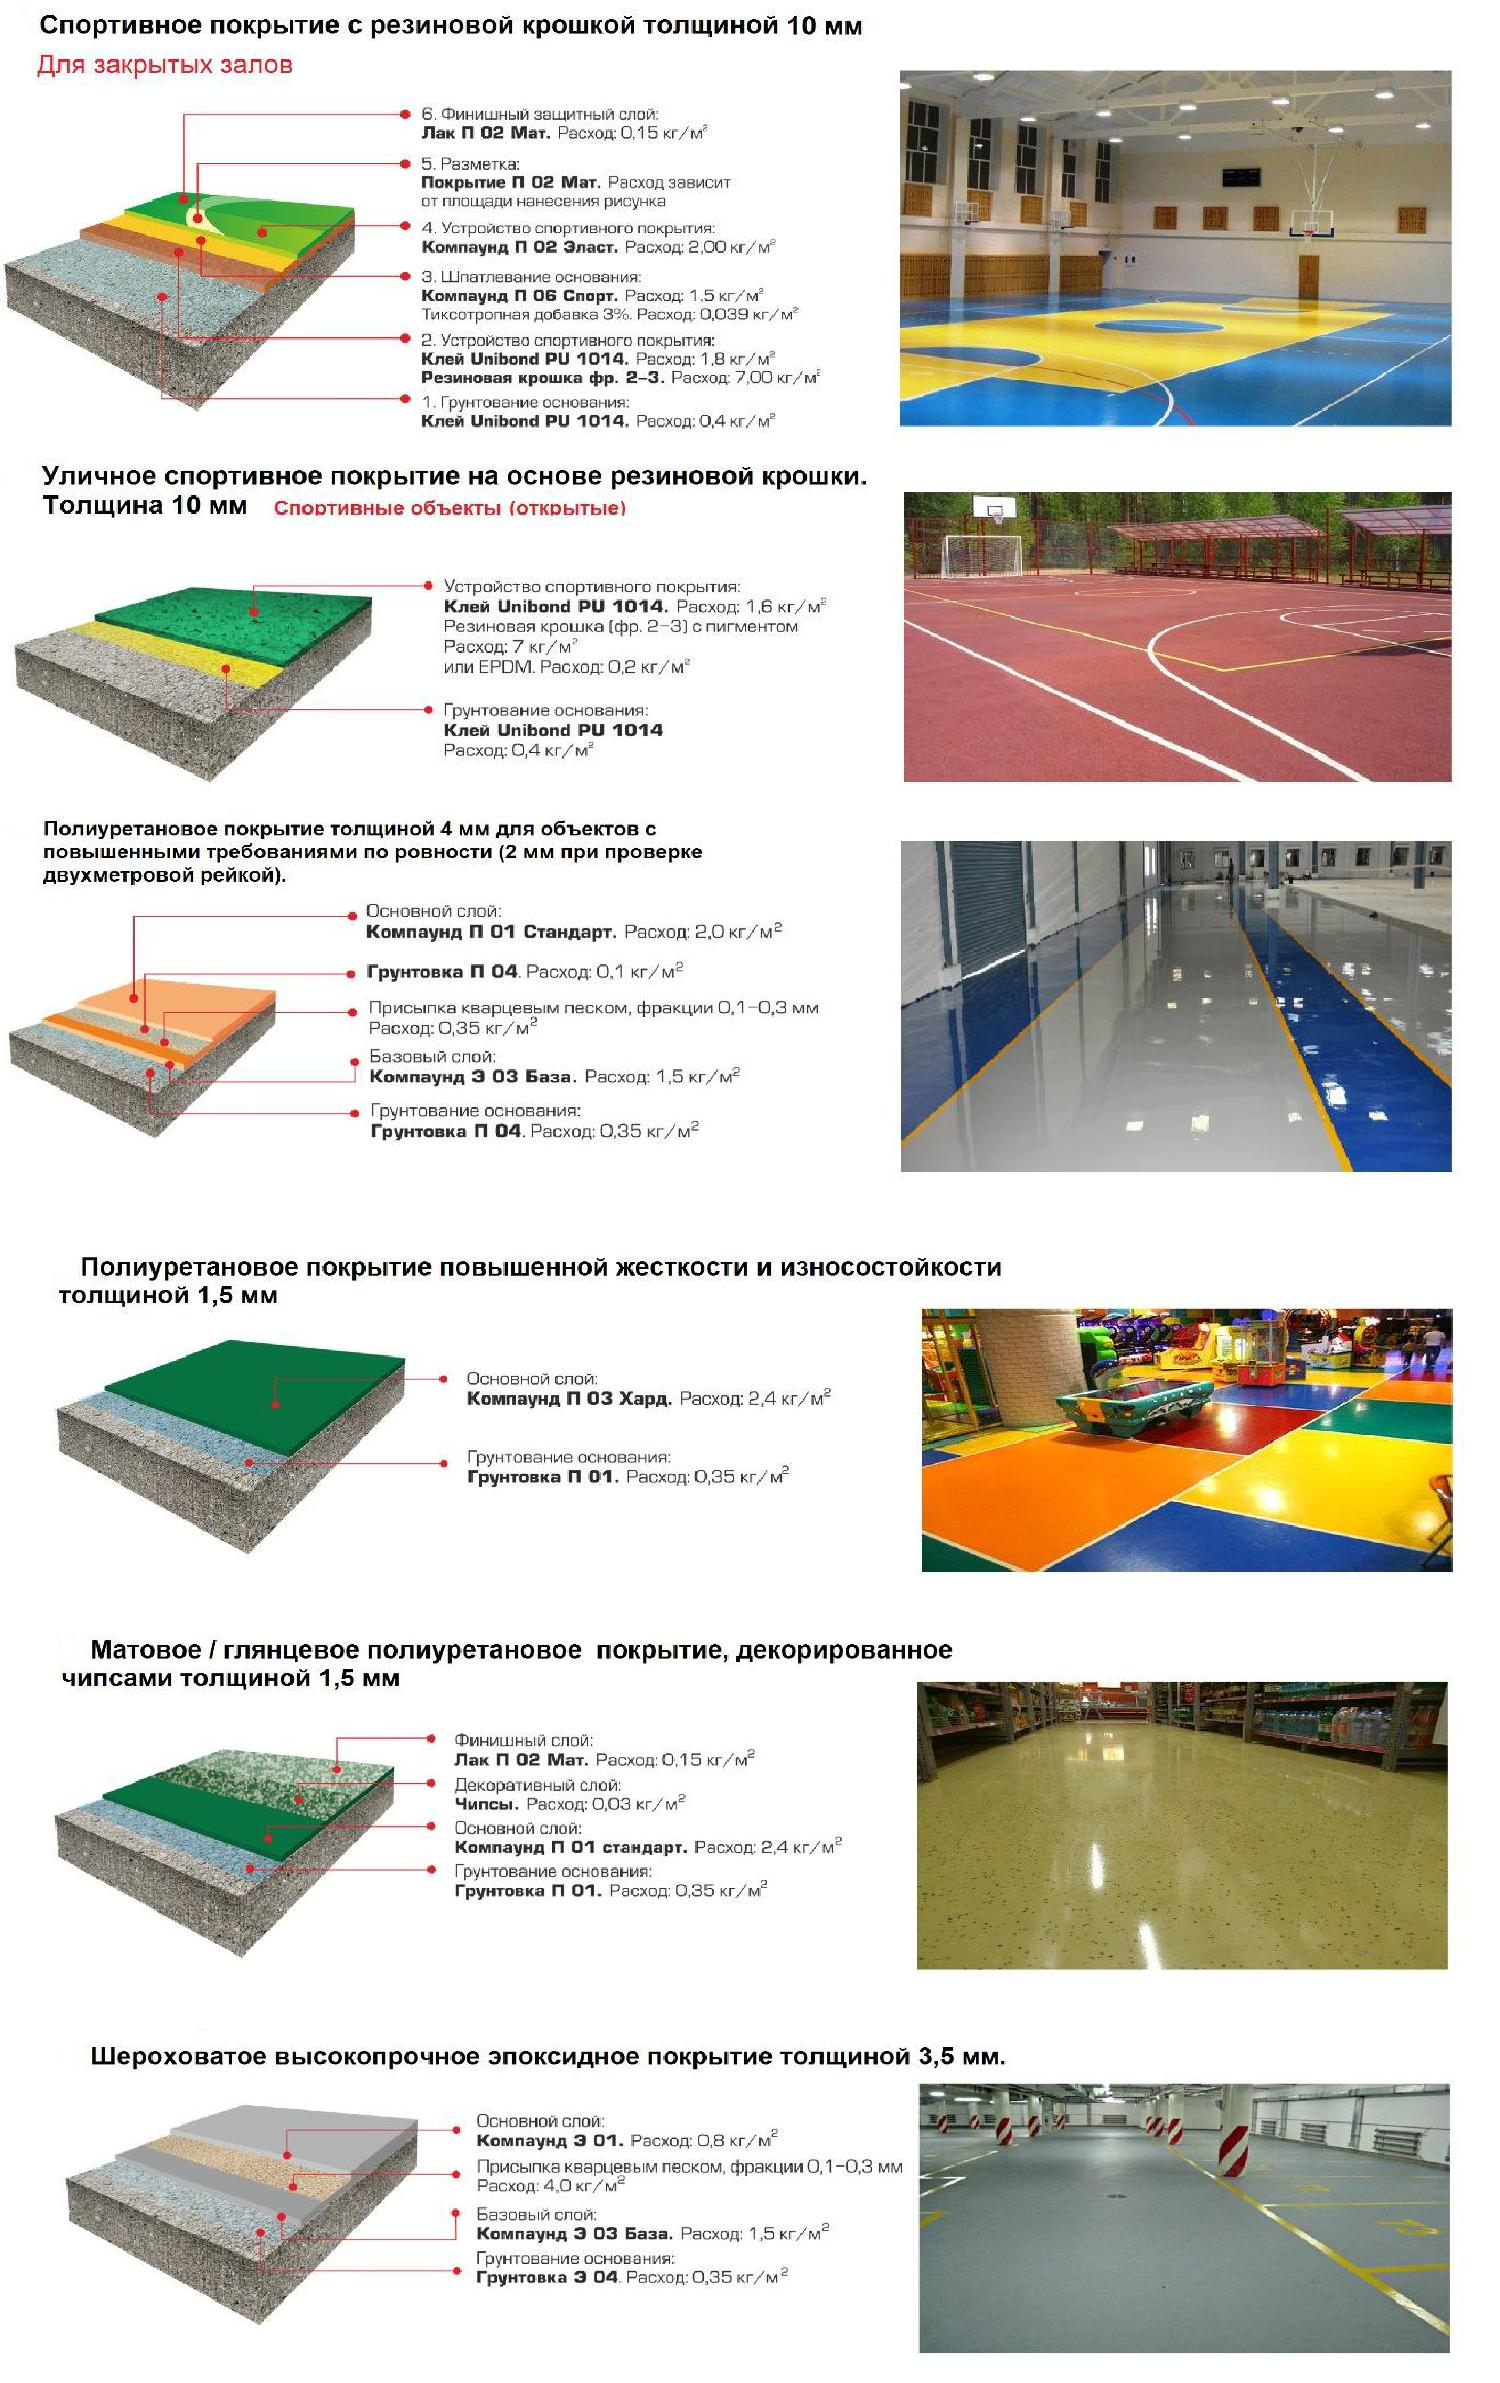 Спортивное покрытие с резиновой крошкой толщиной 10 мм
Для закрытых залов
6. Финишный защитный слой:
Лак П 02 Мат. Расход: 0,15 кг/м²
5. Разметка:
Покрытие П 02 Мат. Расход зависит
от площади нанесения рисунка
4. Устройство спортивного покрытия:
Компаунд П 02 Эласт. Расход: 2,00 кг/м²
3. Шпатлевание основания:
Компаунд П 06 Спорт. Расход: 1,5 кг/м²
Тиксотропная добавка 3%. Расход: 0,039 кг/м²
2. Устройство спортивного покрытия:
Клей Unibond PU 1014. Расход: 1,8 кг/м²
Резиновая крошка фр. 2-3. Расход: 7,00 кг/м²
1. Грунтование основания:
Клей Unibond PU 1014. Расход: 0,4 кг/м²
Уличное спортивное покрытие на основе резиновой крошки.
Толщина 10 мм Спортивные объекты (открытые)
Устройство спортивного покрытия:
Клей Unibond PU 1014. Расход: 1,6 кг/м²
Резиновая крошка (фр. 2-3) с пигментом
Расход: 7 кг/м²
или EPDM. Расход: 0,2 кг/м²
Грунтование основания:
Клей Unibond PU 1014
Расход: 0,4 кг/м²
Полиуретановое покрытие толщиной 4 мм для объектов с
повышенными требованиями по ровности (2 мм при проверке
двухметровой рейкой).
Основной слой:
Компаунд П 01 Стандарт. Расход: 2,0 кг/м²
Грунтовка П 04. Расход: 0,1 кг/м²
Присыпка кварцевым песком, фракции 0,1-0,3 мм
Расход: 0,35 кг/м²
Базовый слой:
Компаунд Э 03 База. Расход: 1,5 кг/м²
Грунтование основания:
Грунтовка П 04. Расход: 0,35 кг/м²
Полиуретановое покрытие повышенной жесткости и износостойкости
толщиной 1,5 мм
Основной слой:
Компаунд П 03 Хард. Расход: 2,4 кг/м²
Грунтование основания:
Грунтовка П 01. Расход: 0,35 кг/м²
Матовое / глянцевое полиуретановое покрытие, декорированное
чипсами толщиной 1,5 мм
Финишный слой:
Лак П 02 Мат. Расход: 0,15 кг/м²
Декоративный слой:
Чипсы. Расход: 0,03 кг/м²
Основной слой:
Компаунд П 01 стандарт. Расход: 2,4 кг/м²
Грунтование основания:
Грунтовка П 01. Расход: 0,35 кг/м²
Шероховатое высокопрочное эпоксидное покрытие толщиной 3,5 мм.
Основной слой:
Компаунд Э 01. Расход: 0,8 кг/м²
Присыпка кварцевым песком, фракции 0,1-0,3 мм
Расход: 4,0 кг/м²
Базовый слой:
Компаунд Э 03 База. Расход: 1,5 кг/м²
Грунтование основания:
Грунтовка Э 04. Расход: 0,35 кг/м²